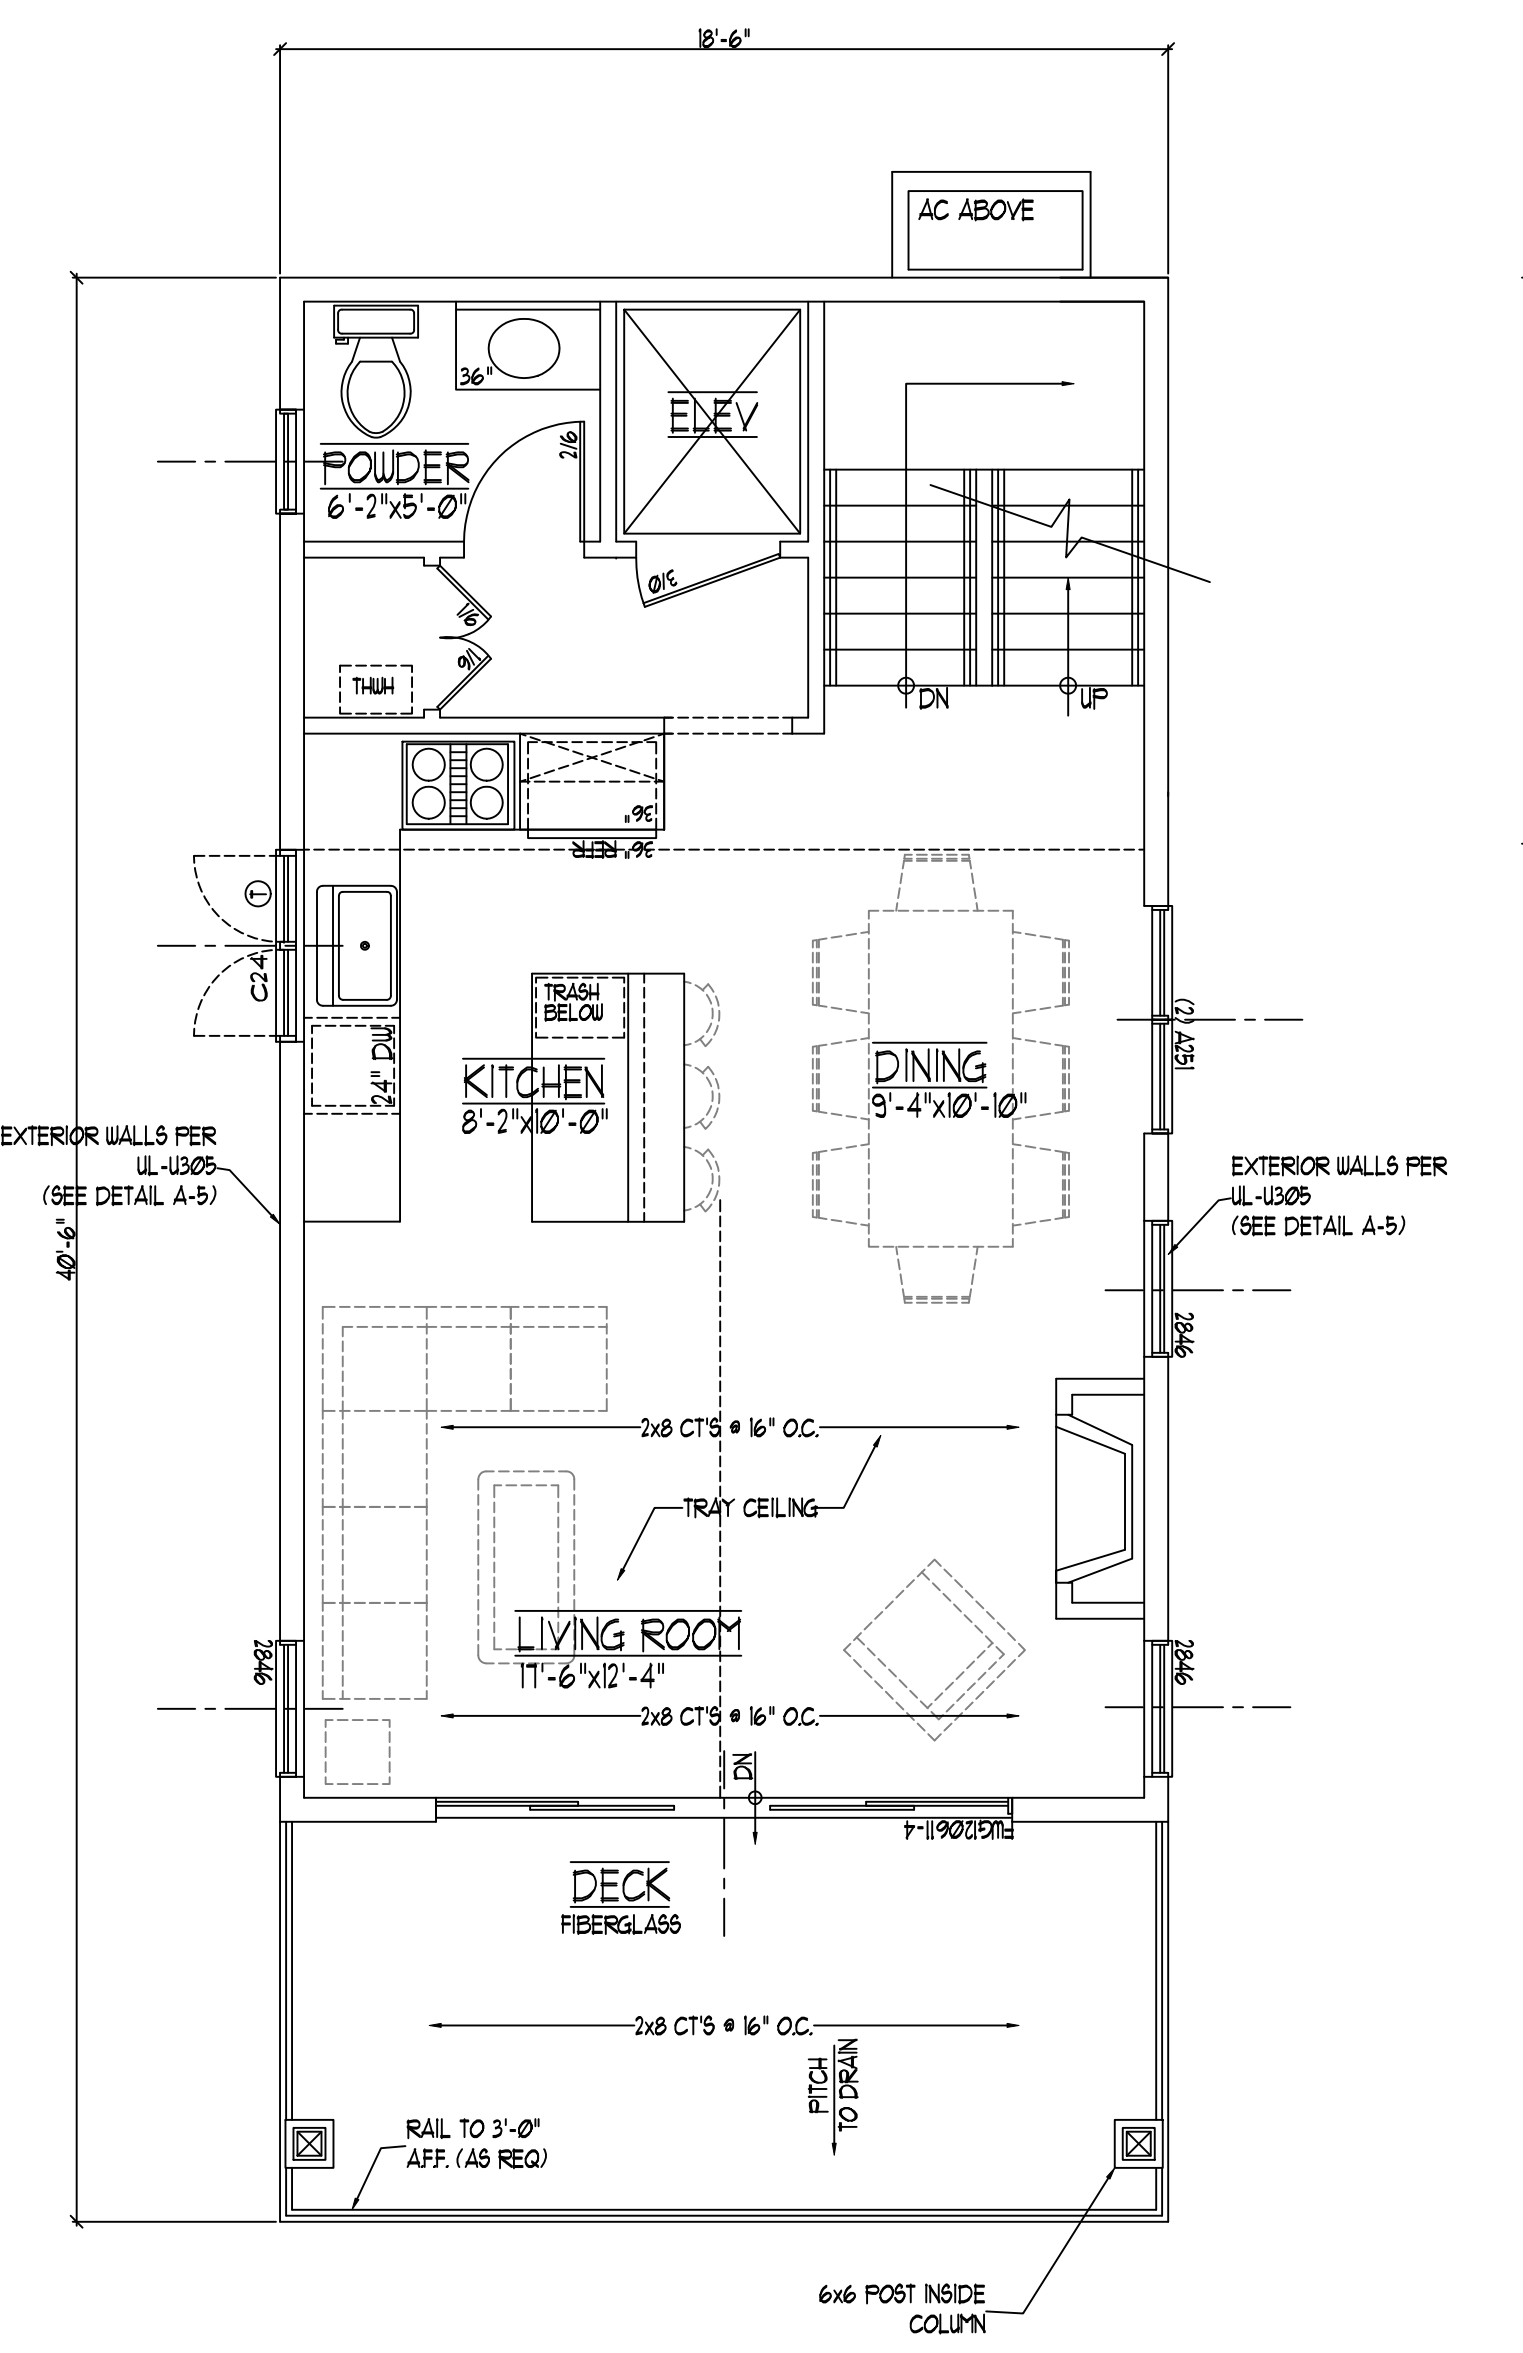 18'-6"
AC ABOVE
ELEV
36"
2/6
POWDER
6'-2"x5'-0"
3/0
1/6
1/6
THWH
DN
UP
36"
36" REFR
T
C24
TRASH
BELOW
24" DW
KITCHEN
8'-2"x10'-0"
DINING
9'-4"x10'-10"
(2) A251
EXTERIOR WALLS PER
UL-U305
(SEE DETAIL A-5)
EXTERIOR WALLS PER
UL-U305
(SEE DETAIL A-5)
40'-6"
2846
2x8 CT'S @ 16" O.C.
TRAY CEILING
LIVING ROOM
17'-6"x12'-4"
2846
2846
2x8 CT'S @ 16" O.C.
DN
FWG120611-4
DECK
FIBERGLASS
2x8 CT'S @ 16" O.C.
PITCH
TO DRAIN
RAIL TO 3'-0"
A.F.F. (AS REQ)
6x6 POST INSIDE
COLUMN